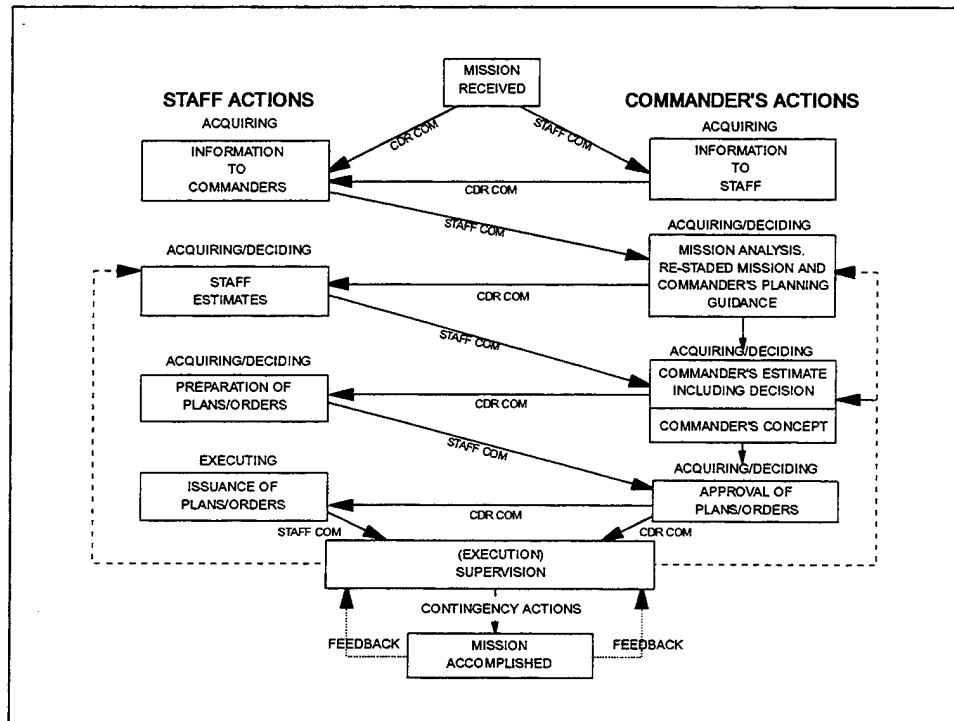 MISSION
RECEIVED
STAFF ACTIONS
COMMANDER'S ACTIONS
CDR COM
STAFF COM
ACQUIRING
INFORMATION
TO
COMMANDERS
ACQUIRING
INFORMATION
TO
STAFF
CDR COM
STAFF COM
ACQUIRING/DECIDING
MISSION ANALYSIS.
RE-STADED MISSION AND
COMMANDER'S PLANNING
GUIDANCE
ACQUIRING/DECIDING
STAFF
ESTIMATES
CDR COM
STAFF COM
ACQUIRING/DECIDING
COMMANDER'S ESTIMATE
INCLUDING DECISION
COMMANDER'S CONCEPT
ACQUIRING/DECIDING
PREPARATION OF
PLANS/ORDERS
CDR COM
STAFF COM
ACQUIRING/DECIDING
APPROVAL OF
PLANS/ORDERS
EXECUTING
ISSUANCE OF
PLANS/ORDERS
CDR COM
STAFF COM
CDR COM
(EXECUTION)
SUPERVISION
CONTINGENCY ACTIONS
FEEDBACK
MISSION
ACCOMPLISHED
FEEDBACK